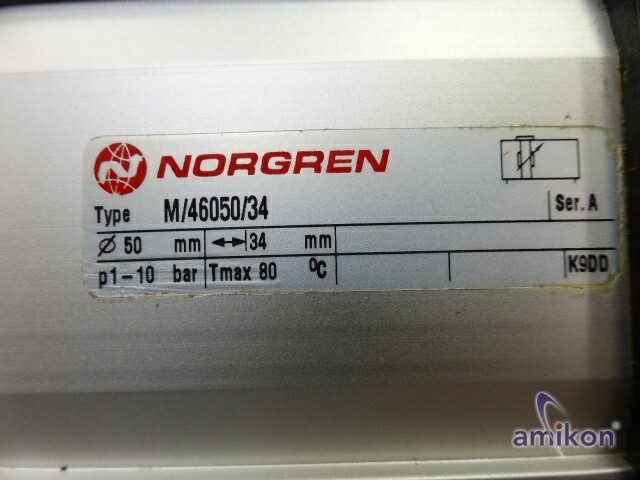 NORGREN
Type M/46050/34 Ser. A
Ø 50 mm ↔ 34 mm
p1-10 bar Tmax 80 °C K9DD
amikon